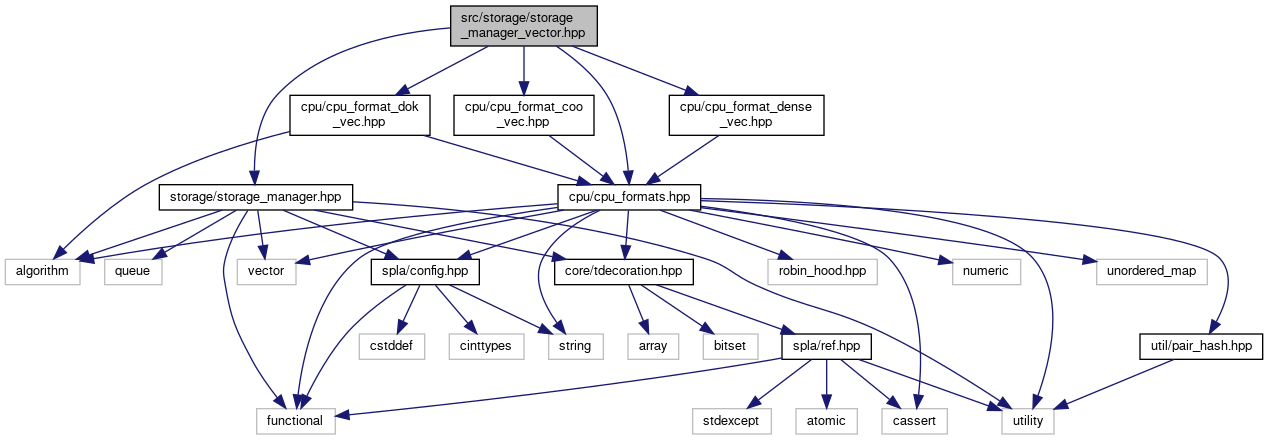 src/storage/storage
_manager_vector.hpp
cpu/cpu_format_dok
_vec.hpp
cpu/cpu_format_coo
_vec.hpp
cpu/cpu_format_dense
_vec.hpp
storage/storage_manager.hpp
cpu/cpu_formats.hpp
algorithm
queue
vector
spla/config.hpp
core/tdecoration.hpp
robin_hood.hpp
numeric
unordered_map
cstddef
cinttypes
string
array
bitset
spla/ref.hpp
util/pair_hash.hpp
functional
stdexcept
atomic
cassert
utility